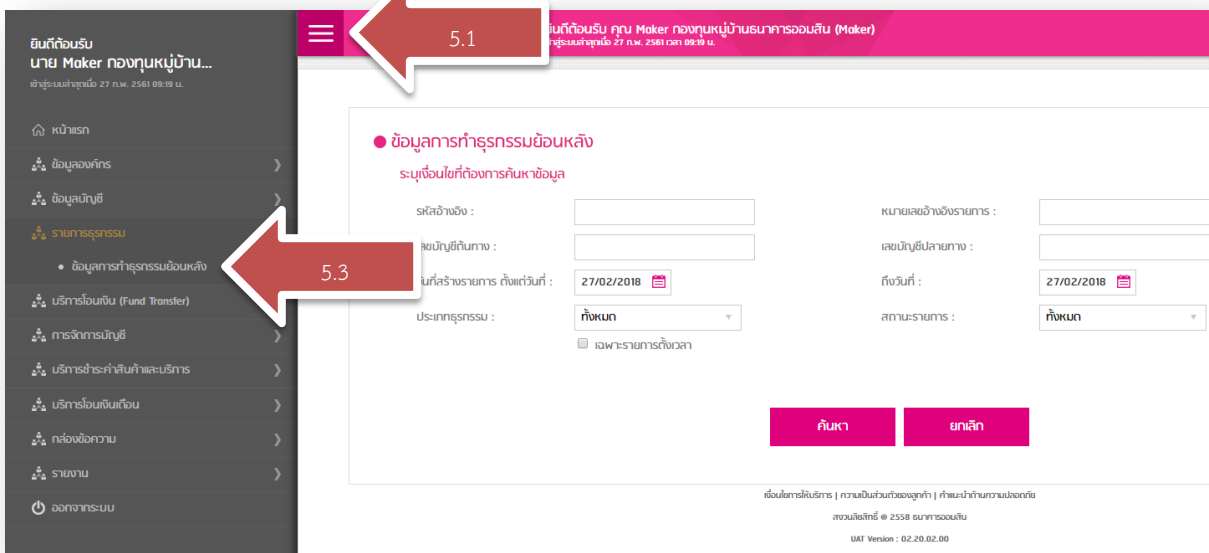 ยินดีต้อนรับ
นาย Maker กองทุนหมู่บ้าน...
เข้าสู่ระบบล่าสุดเมื่อ 27 ก.พ. 2561 09:19 น.
หน้าแรก
ข้อมูลองค์กร
ข้อมูลบัญชี
รายการธุรกรรม
ข้อมูลการทำธุรกรรมย้อนหลัง
บริการโอนเงิน (Fund Transfer)
การจัดการบัญชี
บริการชำระค่าสินค้าและบริการ
บริการโอนเงินเดือน
กล่องข้อความ
รายงาน
ออกจากระบบ
5.1
ยินดีต้อนรับ คุณ Maker กองทุนหมู่บ้านธนาคารออมสิน (Maker)
เข้าสู่ระบบล่าสุดเมื่อ 27 ก.พ. 2561 เวลา 09:19 น.
ข้อมูลการทำธุรกรรมย้อนหลัง
ระบุเงื่อนไขที่ต้องการค้นหาข้อมูล
รหัสอ้างอิง :
หมายเลขอ้างอิงรายการ :
เลขบัญชีต้นทาง :
เลขบัญชีปลายทาง :
5.3
วันที่สร้างรายการ ตั้งแต่วันที่ : 27/02/2018
ถึงวันที่ : 27/02/2018
ประเภทธุรกรรม : ทั้งหมด
สถานะรายการ : ทั้งหมด
เฉพาะรายการตั้งเวลา
ค้นหา
ยกเลิก
เงื่อนไขการให้บริการ | ความเป็นส่วนตัวของลูกค้า | คำแนะนำด้านความปลอดภัย
สงวนลิขสิทธิ์ @ 2558 ธนาคารออมสิน
UAT Version : 02.20.02.00